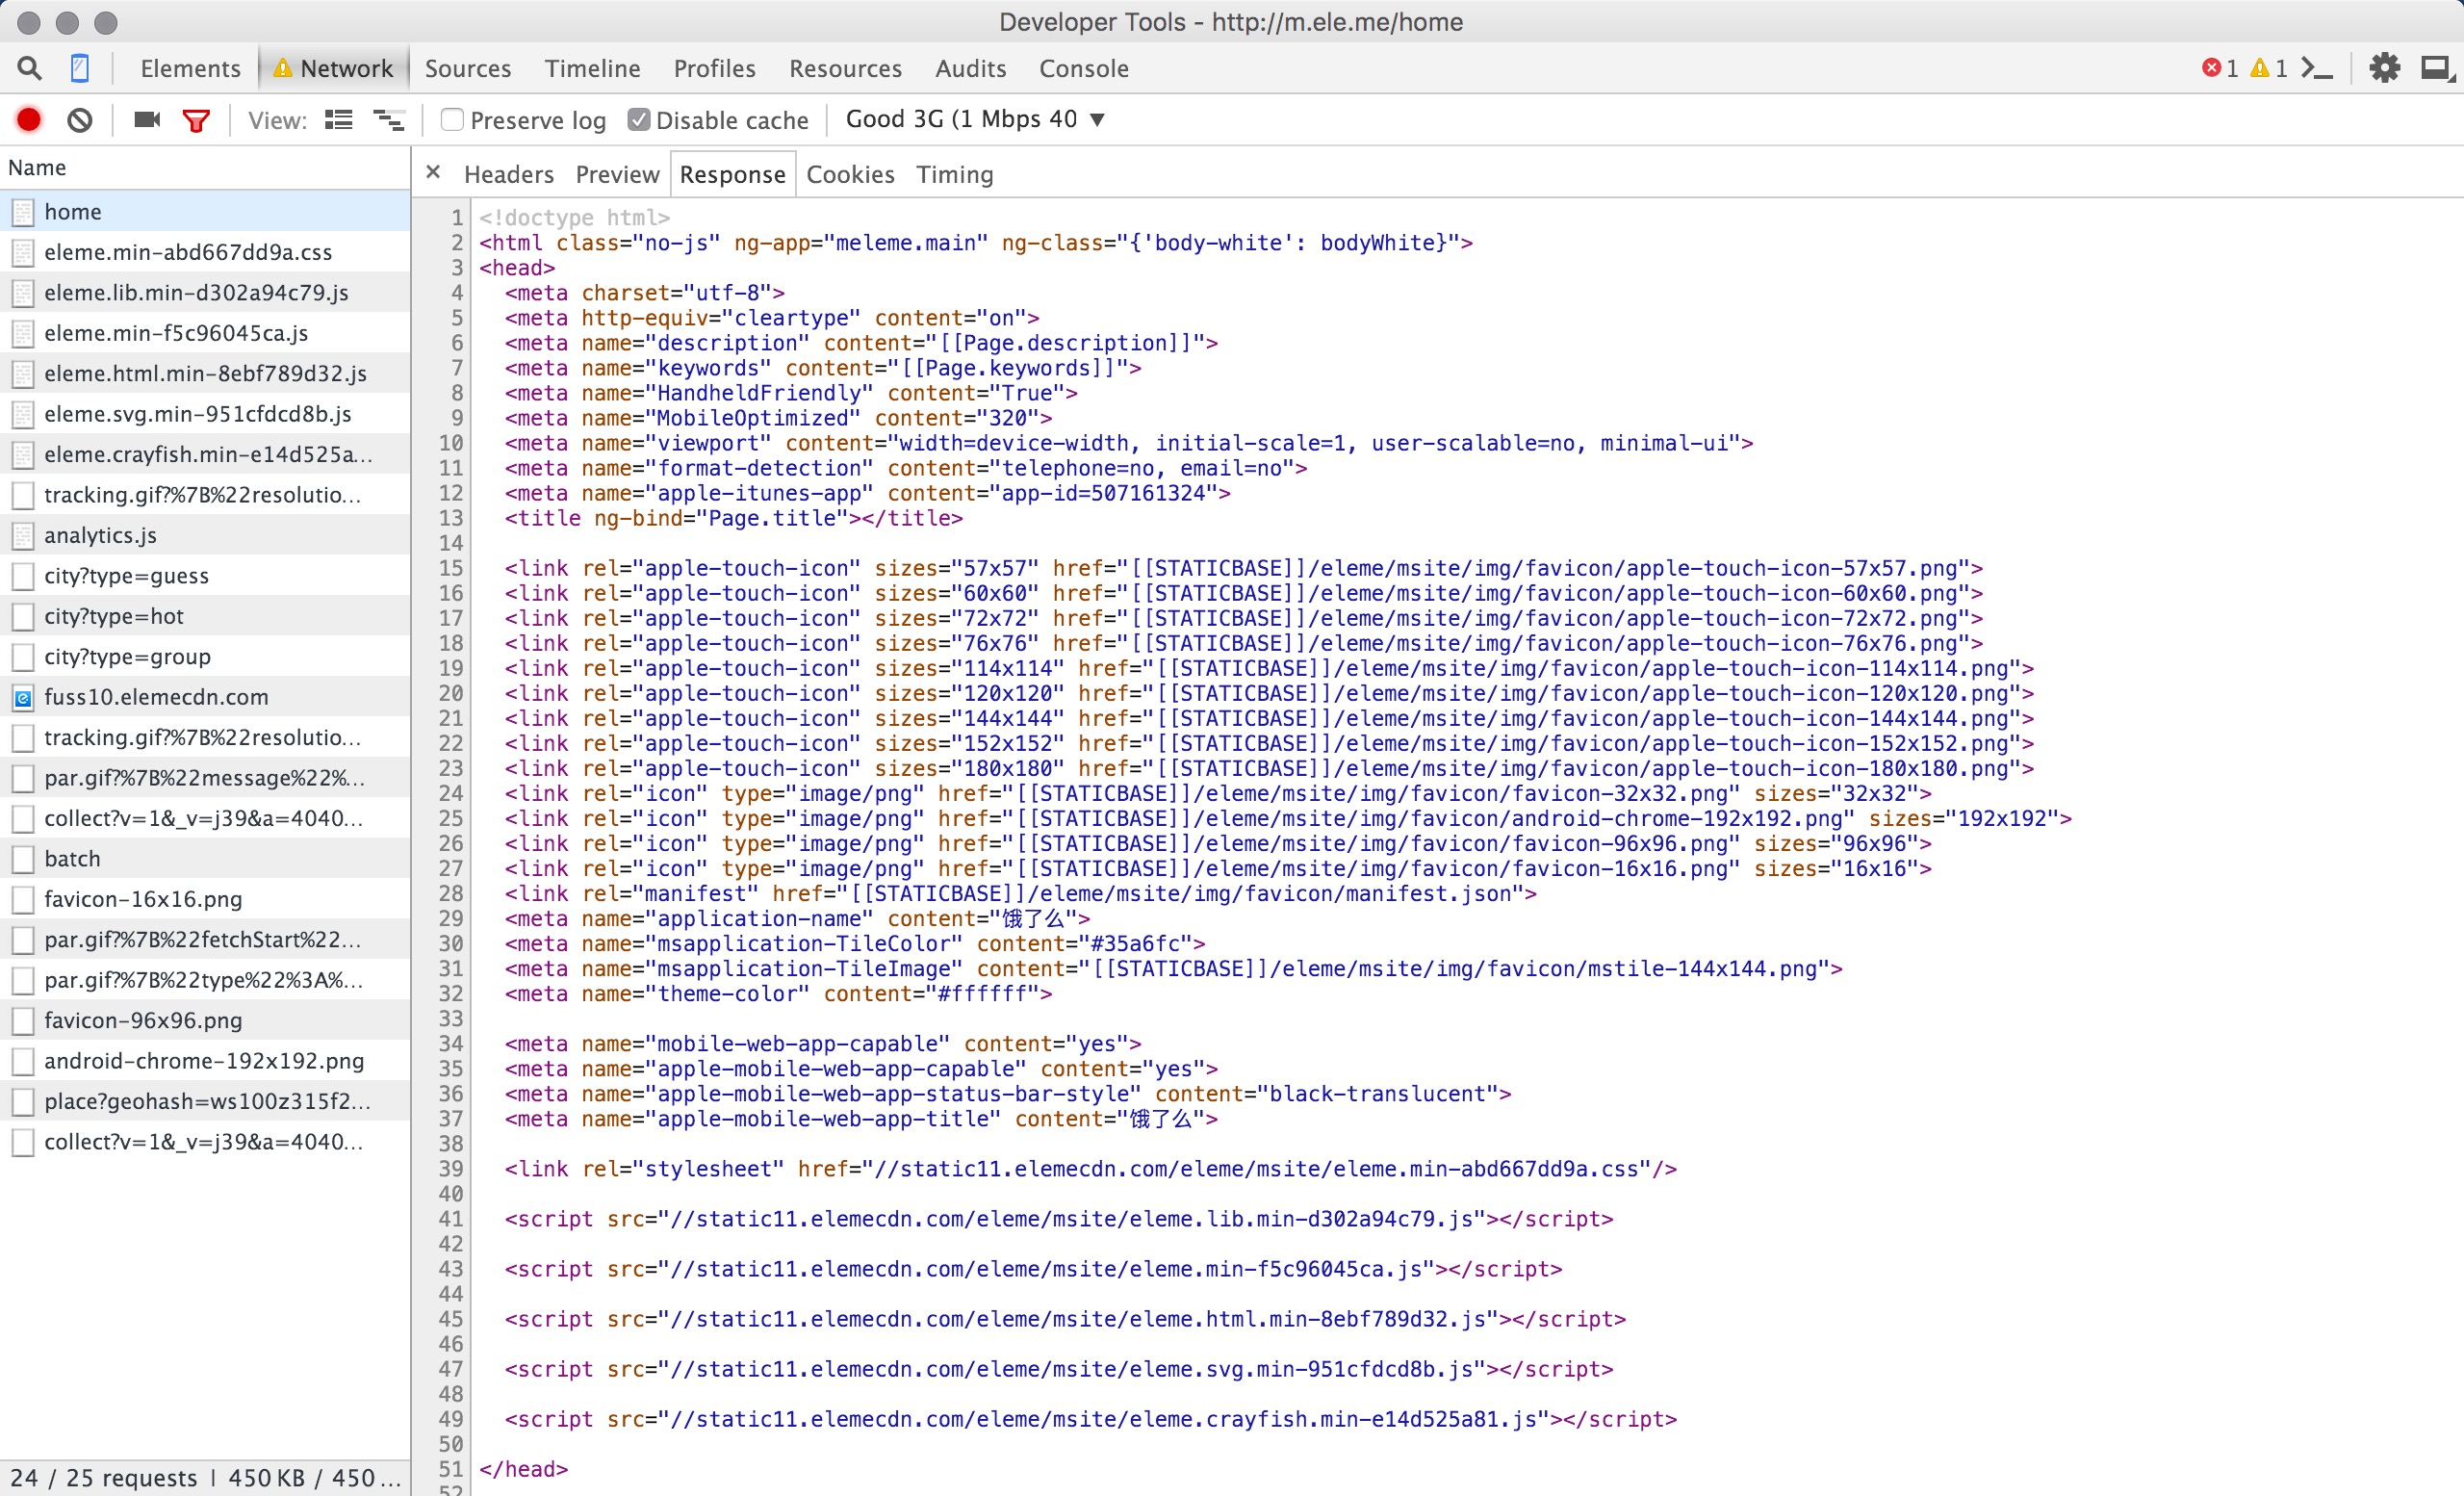 Developer Tools - http://m.ele.me/home
Elements Network Sources Timeline Profiles Resources Audits Console 1 1
View: Preserve log Disable cache Good 3G (1 Mbps 40 ▼
Name
home
eleme.min-abd667dd9a.css
eleme.lib.min-d302a94c79.js
eleme.min-f5c96045ca.js
eleme.html.min-8ebf789d32.js
eleme.svg.min-951cfdcd8b.js
eleme.crayfish.min-e14d525a...
tracking.gif?%7B%22resolutio...
analytics.js
city?type=guess
city?type=hot
city?type=group
fuss10.elemecdn.com
tracking.gif?%7B%22resolutio...
par.gif?%7B%22message%22%...
collect?v=1&_v=j39&a=4040...
batch
favicon-16x16.png
par.gif?%7B%22fetchStart%22...
par.gif?%7B%22type%22%3A%...
favicon-96x96.png
android-chrome-192x192.png
place?geohash=ws100z315f2...
collect?v=1&_v=j39&a=4040...
24 / 25 requests | 450 KB / 450 ...
× Headers Preview Response Cookies Timing
1 <!doctype html>
2 <html class="no-js" ng-app="meleme.main" ng-class="{'body-white': bodyWhite}">
3 <head>
4 <meta charset="utf-8">
5 <meta http-equiv="cleartype" content="on">
6 <meta name="description" content="[[Page.description]]">
7 <meta name="keywords" content="[[Page.keywords]]">
8 <meta name="HandheldFriendly" content="True">
9 <meta name="MobileOptimized" content="320">
10 <meta name="viewport" content="width=device-width, initial-scale=1, user-scalable=no, minimal-ui">
11 <meta name="format-detection" content="telephone=no, email=no">
12 <meta name="apple-itunes-app" content="app-id=507161324">
13 <title ng-bind="Page.title"></title>
14
15 <link rel="apple-touch-icon" sizes="57x57" href="[[STATICBASE]]/eleme/msite/img/favicon/apple-touch-icon-57x57.png">
16 <link rel="apple-touch-icon" sizes="60x60" href="[[STATICBASE]]/eleme/msite/img/favicon/apple-touch-icon-60x60.png">
17 <link rel="apple-touch-icon" sizes="72x72" href="[[STATICBASE]]/eleme/msite/img/favicon/apple-touch-icon-72x72.png">
18 <link rel="apple-touch-icon" sizes="76x76" href="[[STATICBASE]]/eleme/msite/img/favicon/apple-touch-icon-76x76.png">
19 <link rel="apple-touch-icon" sizes="114x114" href="[[STATICBASE]]/eleme/msite/img/favicon/apple-touch-icon-114x114.png">
20 <link rel="apple-touch-icon" sizes="120x120" href="[[STATICBASE]]/eleme/msite/img/favicon/apple-touch-icon-120x120.png">
21 <link rel="apple-touch-icon" sizes="144x144" href="[[STATICBASE]]/eleme/msite/img/favicon/apple-touch-icon-144x144.png">
22 <link rel="apple-touch-icon" sizes="152x152" href="[[STATICBASE]]/eleme/msite/img/favicon/apple-touch-icon-152x152.png">
23 <link rel="apple-touch-icon" sizes="180x180" href="[[STATICBASE]]/eleme/msite/img/favicon/apple-touch-icon-180x180.png">
24 <link rel="icon" type="image/png" href="[[STATICBASE]]/eleme/msite/img/favicon/favicon-32x32.png" sizes="32x32">
25 <link rel="icon" type="image/png" href="[[STATICBASE]]/eleme/msite/img/favicon/android-chrome-192x192.png" sizes="192x192">
26 <link rel="icon" type="image/png" href="[[STATICBASE]]/eleme/msite/img/favicon/favicon-96x96.png" sizes="96x96">
27 <link rel="icon" type="image/png" href="[[STATICBASE]]/eleme/msite/img/favicon/favicon-16x16.png" sizes="16x16">
28 <link rel="manifest" href="[[STATICBASE]]/eleme/msite/img/favicon/manifest.json">
29 <meta name="application-name" content="饿了么">
30 <meta name="msapplication-TileColor" content="#35a6fc">
31 <meta name="msapplication-TileImage" content="[[STATICBASE]]/eleme/msite/img/favicon/mstile-144x144.png">
32 <meta name="theme-color" content="#ffffff">
33
34 <meta name="mobile-web-app-capable" content="yes">
35 <meta name="apple-mobile-web-app-capable" content="yes">
36 <meta name="apple-mobile-web-app-status-bar-style" content="black-translucent">
37 <meta name="apple-mobile-web-app-title" content="饿了么">
38
39 <link rel="stylesheet" href="//static11.elemecdn.com/eleme/msite/eleme.min-abd667dd9a.css"/>
40
41 <script src="//static11.elemecdn.com/eleme/msite/eleme.lib.min-d302a94c79.js"></script>
42
43 <script src="//static11.elemecdn.com/eleme/msite/eleme.min-f5c96045ca.js"></script>
44
45 <script src="//static11.elemecdn.com/eleme/msite/eleme.html.min-8ebf789d32.js"></script>
46
47 <script src="//static11.elemecdn.com/eleme/msite/eleme.svg.min-951cfdcd8b.js"></script>
48
49 <script src="//static11.elemecdn.com/eleme/msite/eleme.crayfish.min-e14d525a81.js"></script>
50
51 </head>
52